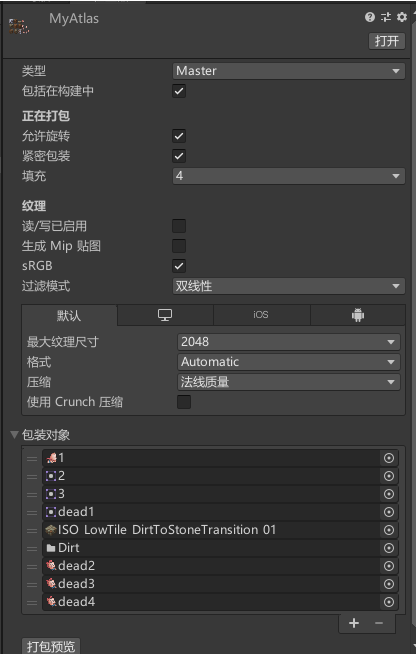 MyAtlas
打开
类型 Master
包括在构建中
正在打包
允许旋转
紧密包装
填充 4
纹理
读/写已启用
生成 Mip 贴图
sRGB
过滤模式 双线性
默认 iOS
最大纹理尺寸 2048
格式 Automatic
压缩 法线质量
使用 Crunch 压缩
包装对象
1
2
3
dead1
ISO_LowTile_DirtToStoneTransition_01
Dirt
dead2
dead3
dead4
打包预览